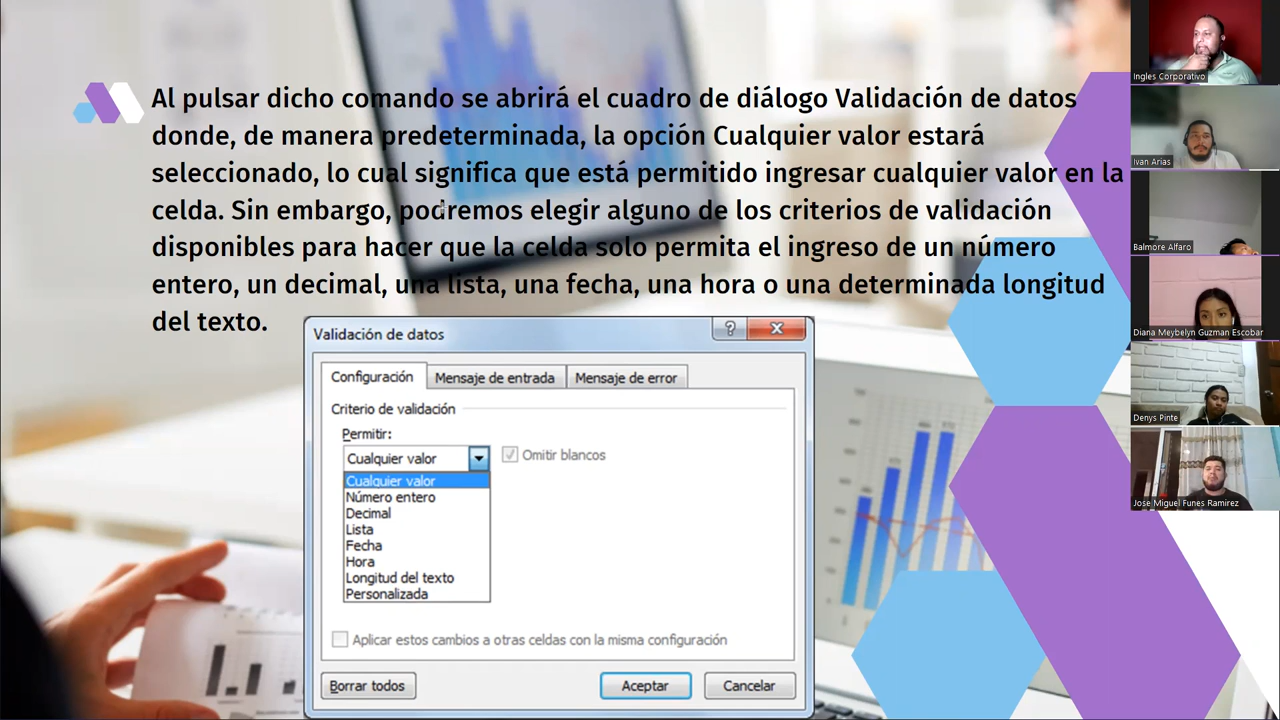 Al pulsar dicho comando se abrirá el cuadro de diálogo Validación de datos
donde, de manera predeterminada, la opción Cualquier valor estará
seleccionado, lo cual significa que está permitido ingresar cualquier valor en la
celda. Sin embargo, podremos elegir alguno de los criterios de validación
disponibles para hacer que la celda solo permita el ingreso de un número
entero, un decimal, una lista, una fecha, una hora o una determinada longitud
del texto.
Validación de datos
?
Configuración
Mensaje de entrada
Mensaje de error
Criterio de validación
Permitir:
Cualquier valor
Omitir blancos
Cualquier valor
Número entero
Decimal
Lista
Fecha
Hora
Longitud del texto
Personalizada
Aplicar estos cambios a otras celdas con la misma configuración
Borrar todos
Aceptar
Cancelar
Ingles Corporativo
Ivan Arias
Balmore Alfaro
Diana Meybelyn Guzman Escobar
Denys Pinte
Jose Miguel Funes Ramirez